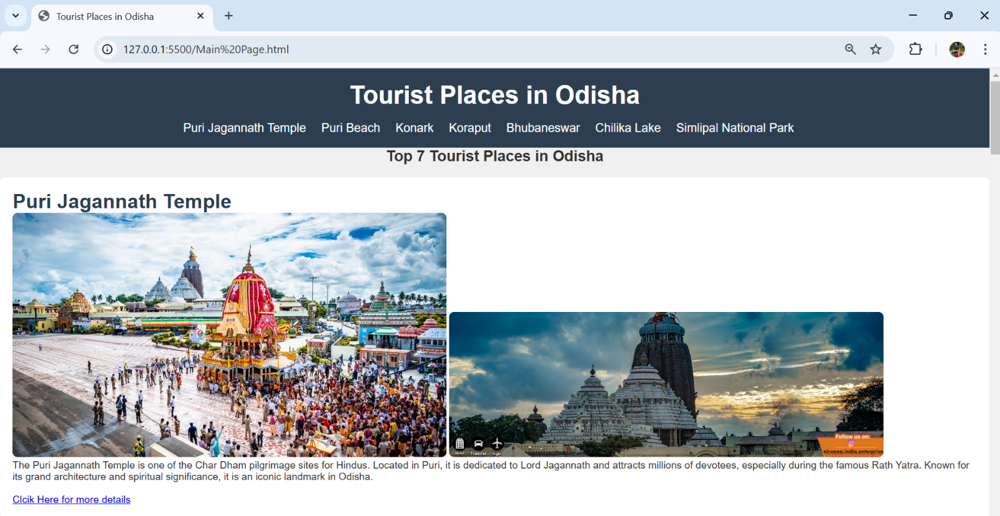 Tourist Places in Odisha
127.0.0.1:5500/Main%20Page.html
Tourist Places in Odisha
Puri Jagannath Temple Puri Beach Konark Koraput Bhubaneswar Chilika Lake Simlipal National Park
Top 7 Tourist Places in Odisha
Puri Jagannath Temple
Hotel Transfer Flight
Follow us on:
nirvana.india.enterprise
The Puri Jagannath Temple is one of the Char Dham pilgrimage sites for Hindus. Located in Puri, it is dedicated to Lord Jagannath and attracts millions of devotees, especially during the famous Rath Yatra. Known for
its grand architecture and spiritual significance, it is an iconic landmark in Odisha.
Clcik Here for more details